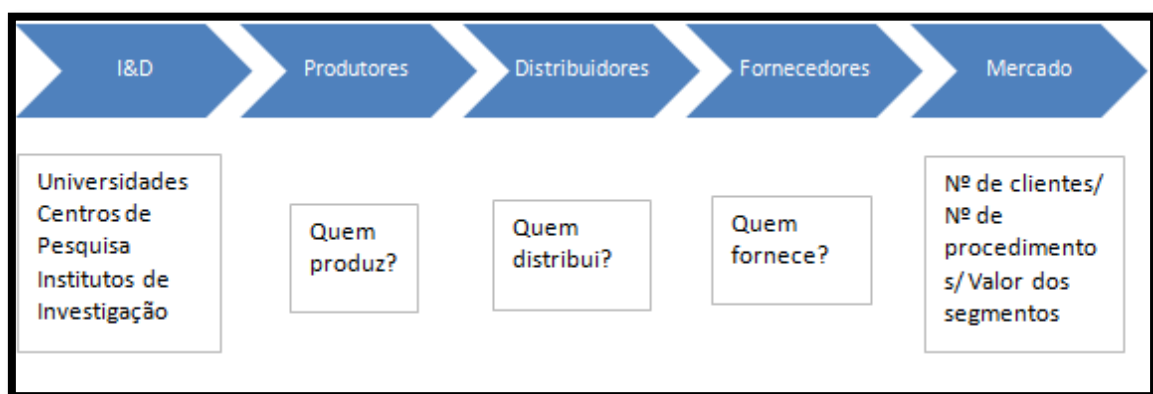 I&D
Produtores
Distribuidores
Fornecedores
Mercado
Universidades
Centros de
Pesquisa
Institutos de
Investigação
Quem
produz?
Quem
distribui?
Quem
fornece?
Nº de clientes/
Nº de
procedimento
s/ Valor dos
segmentos